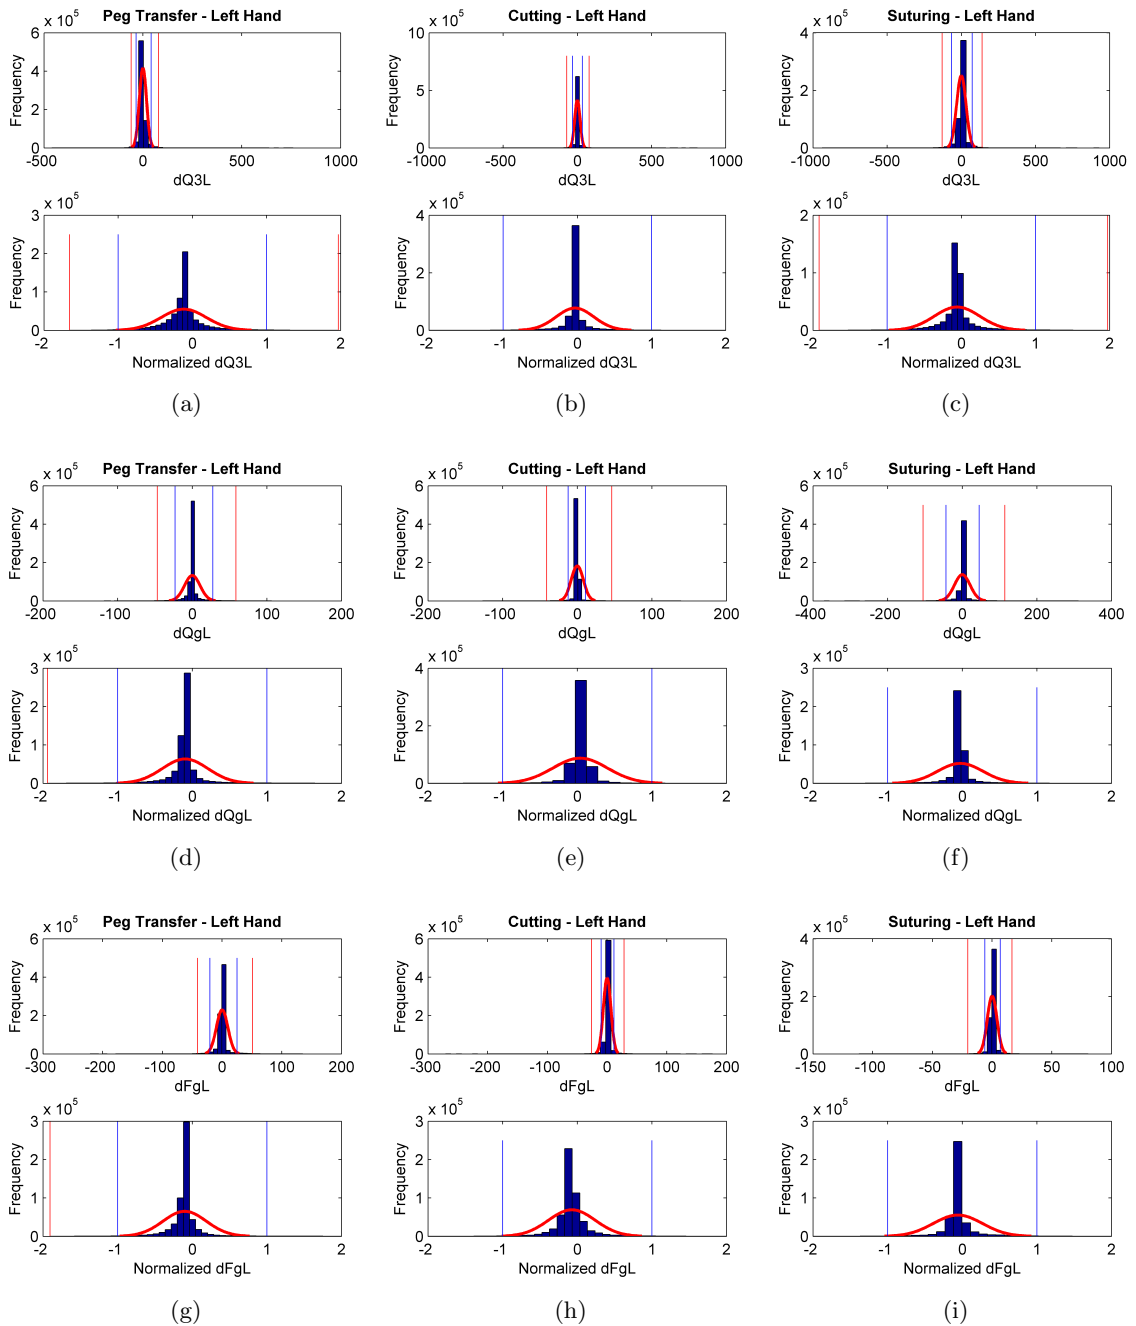 Peg Transfer - Left Hand
x 10^5
Frequency
6
4
2
0
-500 0 500 1000
dQ3L
x 10^5
Frequency
3
2
1
0
-2 -1 0 1 2
Normalized dQ3L
(a)
Cutting - Left Hand
x 10^5
Frequency
10
5
0
-1000 -500 0 500 1000
dQ3L
x 10^5
Frequency
4
2
0
-2 -1 0 1 2
Normalized dQ3L
(b)
Suturing - Left Hand
x 10^5
Frequency
4
2
0
-1000 -500 0 500 1000
dQ3L
x 10^5
Frequency
2
1
0
-2 -1 0 1 2
Normalized dQ3L
(c)
Peg Transfer - Left Hand
x 10^5
Frequency
6
4
2
0
-200 -100 0 100 200
dQgL
x 10^5
Frequency
3
2
1
0
-2 -1 0 1 2
Normalized dQgL
(d)
Cutting - Left Hand
x 10^5
Frequency
6
4
2
0
-200 -100 0 100 200
dQgL
x 10^5
Frequency
4
2
0
-2 -1 0 1 2
Normalized dQgL
(e)
Suturing - Left Hand
x 10^5
Frequency
6
4
2
0
-400 -200 0 200 400
dQgL
x 10^5
Frequency
3
2
1
0
-2 -1 0 1 2
Normalized dQgL
(f)
Peg Transfer - Left Hand
x 10^5
Frequency
6
4
2
0
-300 -200 -100 0 100 200
dFgL
x 10^5
Frequency
3
2
1
0
-2 -1 0 1 2
Normalized dFgL
(g)
Cutting - Left Hand
x 10^5
Frequency
6
4
2
0
-300 -200 -100 0 100 200
dFgL
x 10^5
Frequency
3
2
1
0
-2 -1 0 1 2
Normalized dFgL
(h)
Suturing - Left Hand
x 10^5
Frequency
4
2
0
-150 -100 -50 0 50 100
dFgL
x 10^5
Frequency
3
2
1
0
-2 -1 0 1 2
Normalized dFgL
(i)